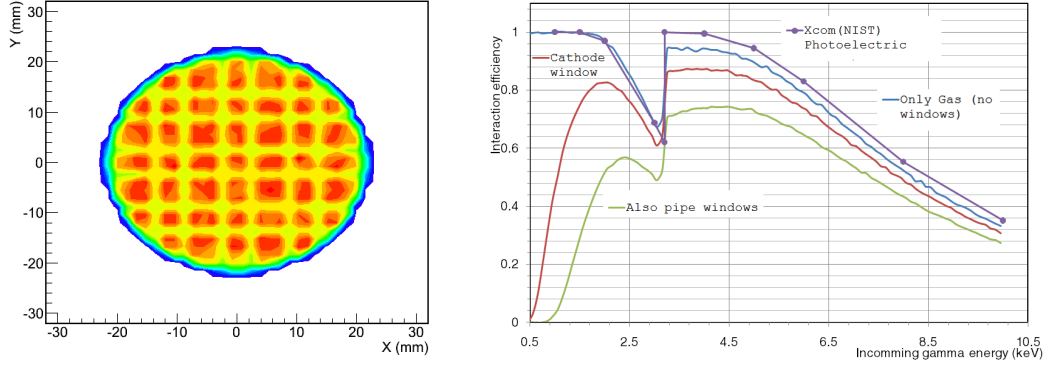 Y (mm)
30
20
10
0
-10
-20
-30
-30
-20
-10
0
10
20
30
X (mm)
Interaction efficiency
1
0.8
0.6
0.4
0.2
0
0.5
2.5
4.5
6.5
8.5
10.5
Incomming gamma energy (keV)
Xcom(NIST)
Photoelectric
Cathode
window
Only Gas (no
windows)
Also pipe windows